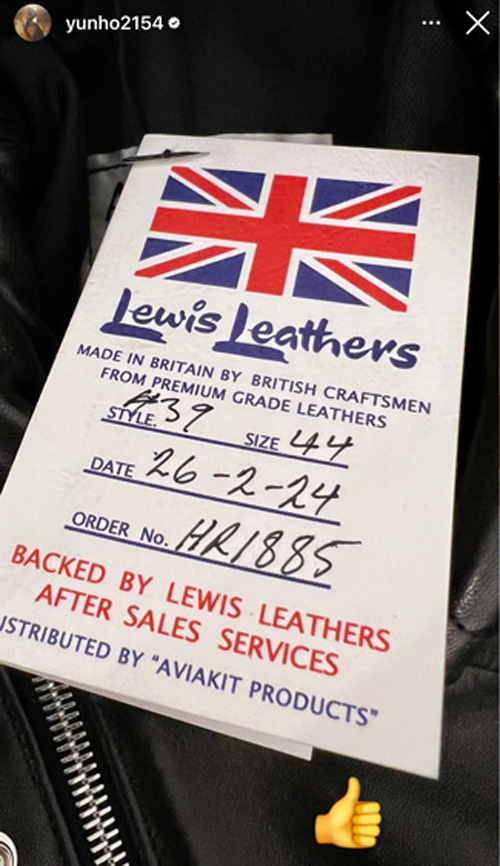 yunho2154
Lewis Leathers
MADE IN BRITAIN BY BRITISH CRAFTSMEN
FROM PREMIUM GRADE LEATHERS
STYLE. #39 SIZE 44
DATE 26-2-24
ORDER No. HR1885
BACKED BY LEWIS LEATHERS
AFTER SALES SERVICES
ISTRIBUTED BY "AVIAKIT PRODUCTS"